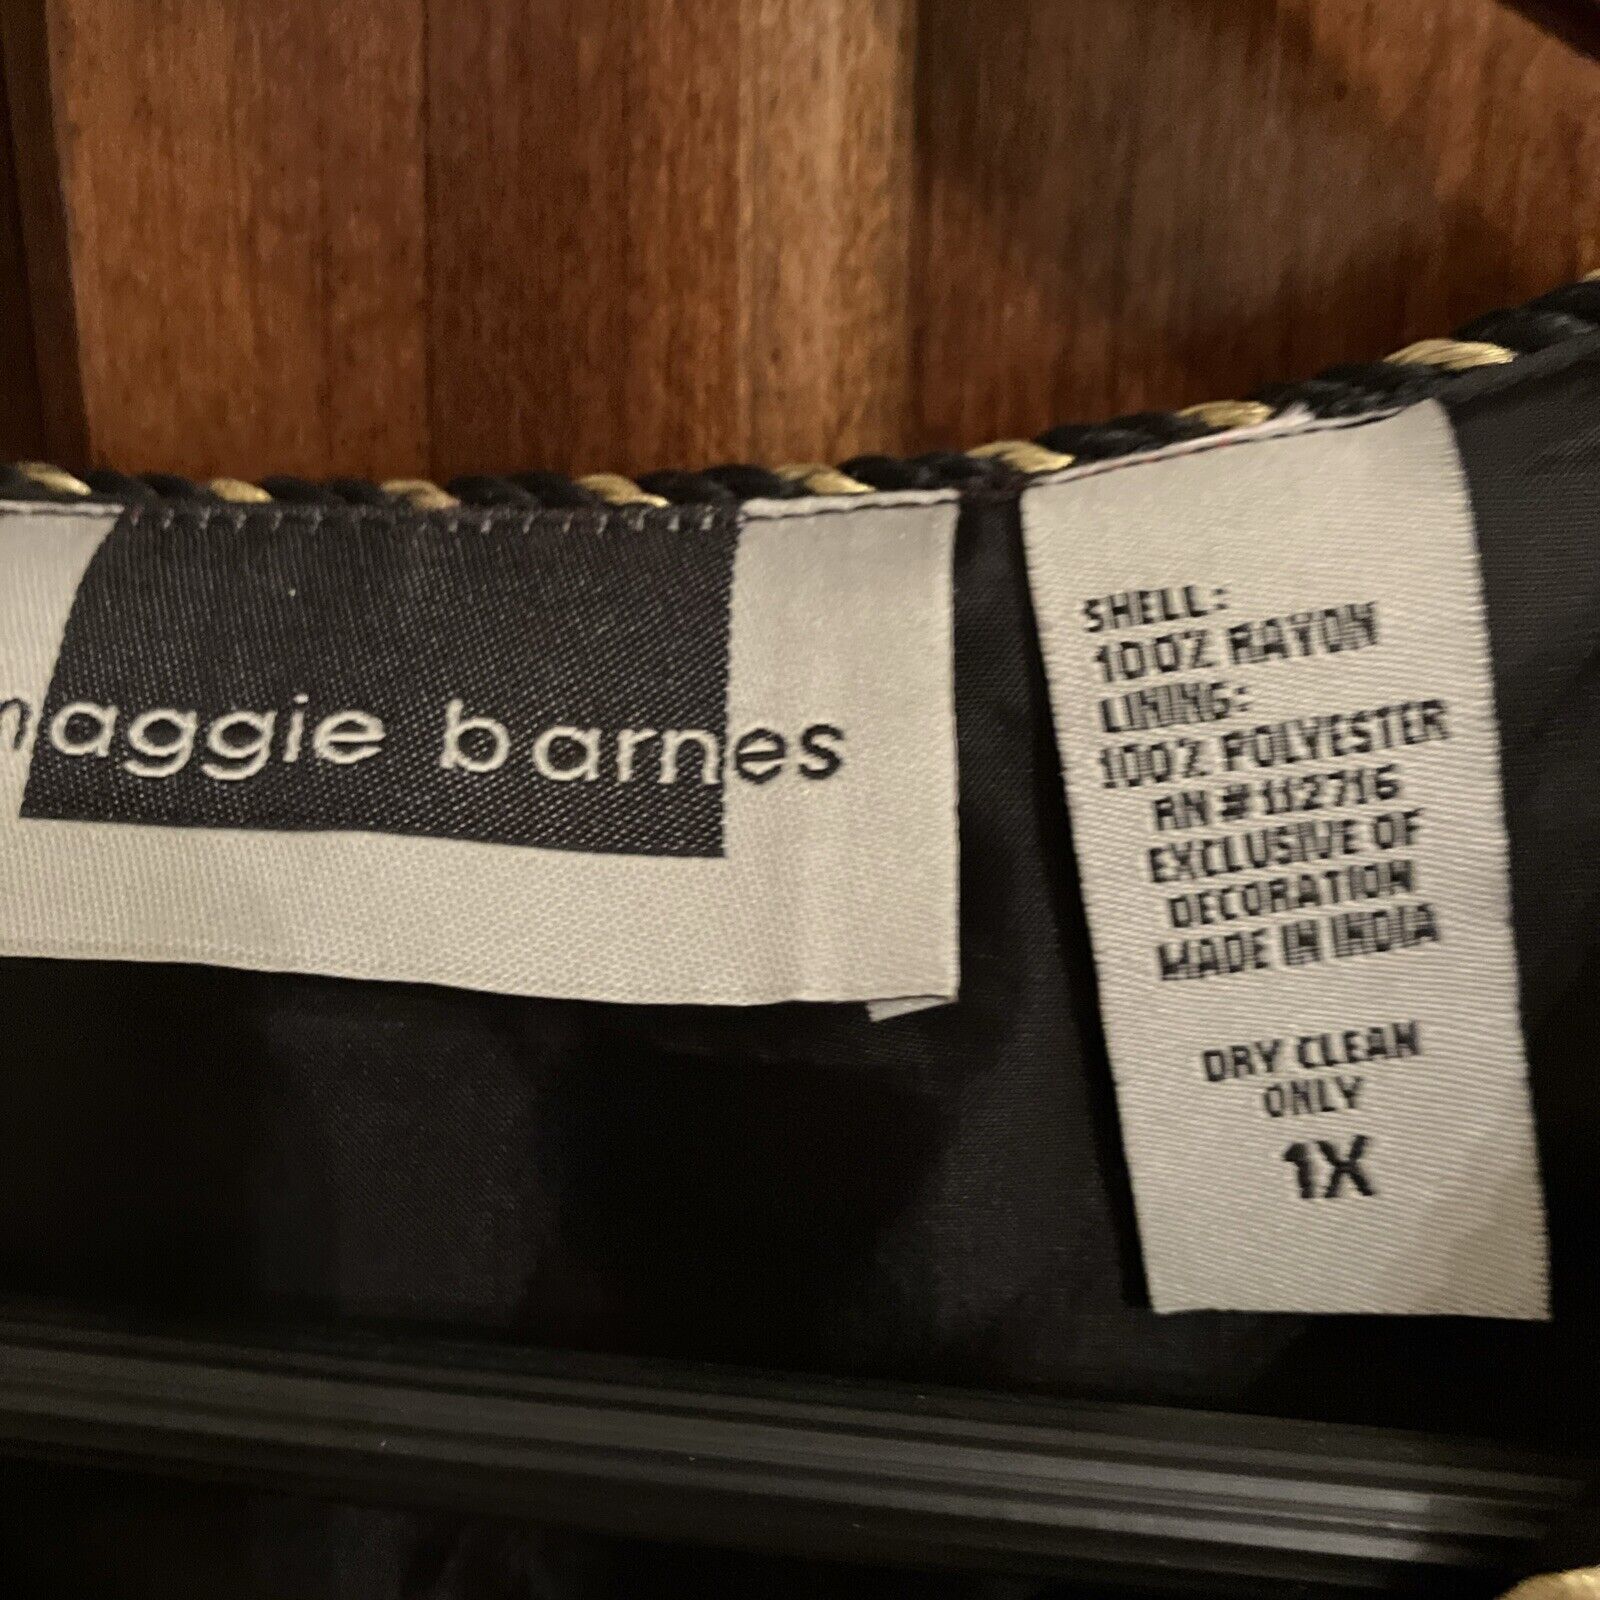 maggie barnes
SHELL:
100% RAYON
LINING:
100% POLYESTER
RN # 112716
EXCLUSIVE OF
DECORATION
MADE IN INDIA
DRY CLEAN
ONLY
1X